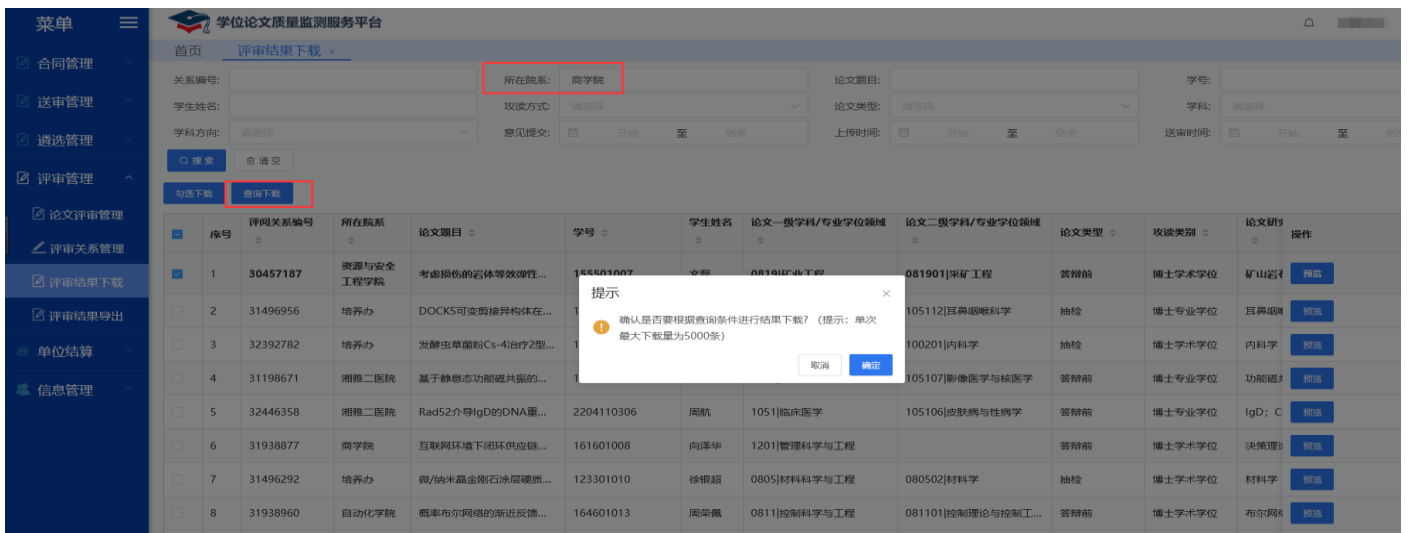 菜单
学位论文质量监测服务平台
首页 评审结果下载 ×
合同管理
送审管理
遴选管理
评审管理
论文评审管理
评审关系管理
评审结果下载
评审结果导出
单位结算
信息管理
关系编号: 所在院系: 商学院 论文题目: 学号:
学生姓名: 攻读方式: 请选择 论文类型: 请选择 学科: 请选择
学科方向: 请选择 意见提交: 开始 至 结束 上传时间: 开始 至 结束 送审时间: 开始 至
搜索 清空
勾选下载 查询下载
序号 评阅关系编号 所在院系 论文题目 学号 学生姓名 论文一级学科/专业学位领域 论文二级学科/专业学位领域 论文类型 攻读类别 论文研 操作
1 30457187 资源与安全工程学院 考虑损伤的岩体等效弹性... 155501007 0819|矿业工程 081901|采矿工程 答辩前 博士学术学位 矿山岩 预览
2 31496956 培养办 DOCK5可变剪接异构体在... 105112|耳鼻咽喉科学 抽检 博士专业学位 耳鼻咽 预览
3 32392782 培养办 发酵虫草菌粉Cs-4治疗2型... 100201|内科学 抽检 博士专业学位 内科学 预览
4 31198671 湘雅二医院 基于静息态功能磁共振的... 105107|影像医学与核医学 答辩前 博士专业学位 功能磁 预览
5 32446358 湘雅二医院 Rad52介导IgD的DNA重... 2204110306 周航 1051|临床医学 105106|皮肤病与性病学 答辩前 博士专业学位 IgD; C 预览
6 31938877 商学院 互联网环境下闭环供应链... 161601008 向泽华 1201|管理科学与工程 答辩前 博士学术学位 决策理 预览
7 31496292 培养办 微/纳米晶金刚石涂层硬质... 123301010 徐银超 0805|材料科学与工程 080502|材料学 抽检 博士学术学位 材料学 预览
8 31938960 自动化学院 概率布尔网络的渐近反馈... 164601013 周荣佩 0811|控制科学与工程 081101|控制理论与控制工... 答辩前 博士学术学位 布尔网 预览
提示 ×
确认是否要根据查询条件进行结果下载?(提示:单次
最大下载量为5000条)
取消 确定